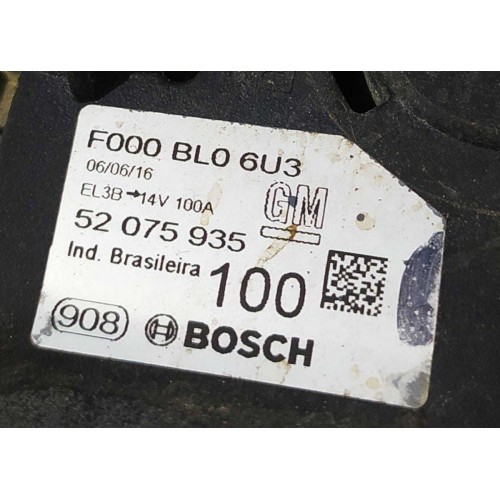 F000 BL0 6U3
06/06/16
EL3B→14V 100A
GM
52 075 935
Ind. Brasileira 100
908 BOSCH